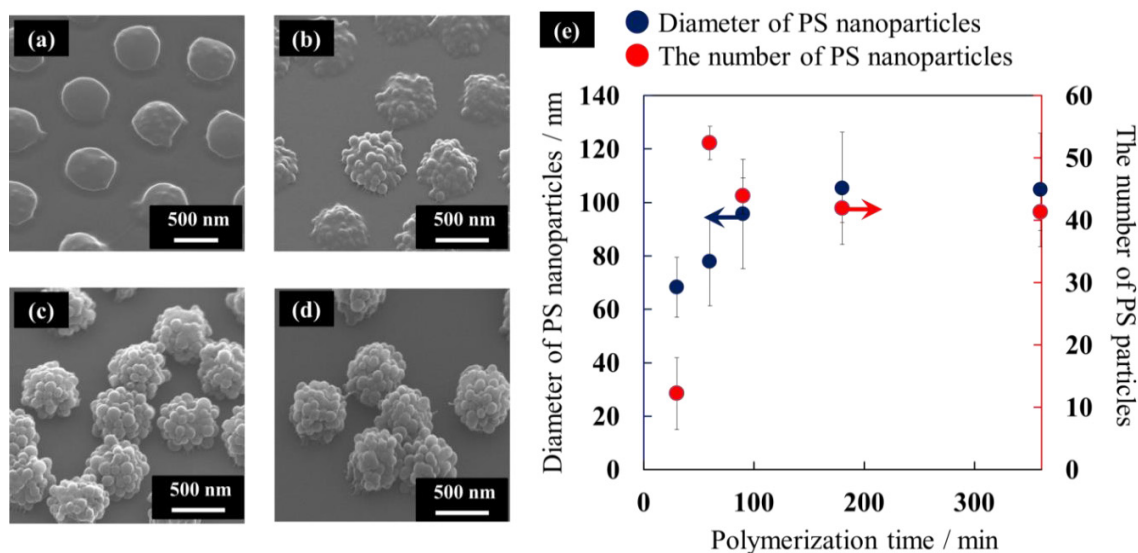 (a)
500 nm
(b)
500 nm
(c)
500 nm
(d)
500 nm
(e)
Diameter of PS nanoparticles
The number of PS nanoparticles
Diameter of PS nanoparticles / nm
140
120
100
80
60
40
20
0
60
50
40
30
20
10
0
The number of PS particles
0
100
200
300
Polymerization time / min